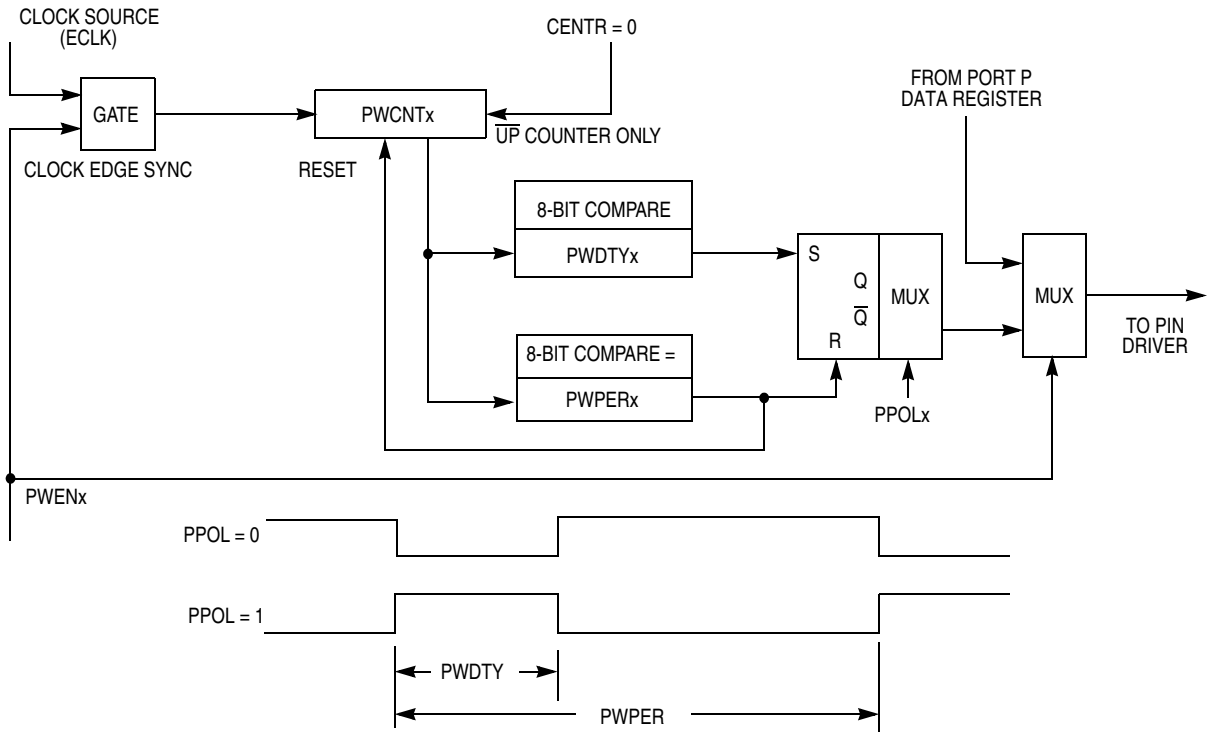 CLOCK SOURCE
(ECLK)
CENTR = 0
FROM PORT P
DATA REGISTER
GATE
PWCNTx
U̅P̅ COUNTER ONLY
CLOCK EDGE SYNC
RESET
8-BIT COMPARE
PWDTYx
S
Q
Q̅
R
MUX
MUX
TO PIN
DRIVER
8-BIT COMPARE =
PWPERx
PPOLx
PWENx
PPOL = 0
PPOL = 1
PWDTY
PWPER